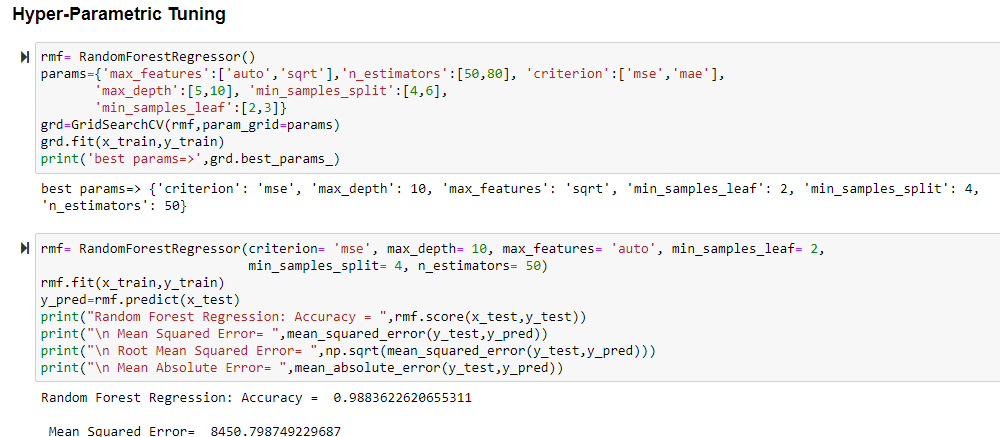 Hyper-Parametric Tuning
rmf= RandomForestRegressor()
params={'max_features':['auto','sqrt'],'n_estimators':[50,80], 'criterion':['mse','mae'],
'max_depth':[5,10], 'min_samples_split':[4,6],
'min_samples_leaf':[2,3]}
grd=GridSearchCV(rmf,param_grid=params)
grd.fit(x_train,y_train)
print('best params=>',grd.best_params_)
best params=> {'criterion': 'mse', 'max_depth': 10, 'max_features': 'sqrt', 'min_samples_leaf': 2, 'min_samples_split': 4,
'n_estimators': 50}
rmf= RandomForestRegressor(criterion= 'mse', max_depth= 10, max_features= 'auto', min_samples_leaf= 2,
min_samples_split= 4, n_estimators= 50)
rmf.fit(x_train,y_train)
y_pred=rmf.predict(x_test)
print("Random Forest Regression: Accuracy = ",rmf.score(x_test,y_test))
print("\n Mean Squared Error= ",mean_squared_error(y_test,y_pred))
print("\n Root Mean Squared Error= ",np.sqrt(mean_squared_error(y_test,y_pred)))
print("\n Mean Absolute Error= ",mean_absolute_error(y_test,y_pred))
Random Forest Regression: Accuracy =  0.9883622620655311
Mean Squared Error=  8450.798749229687